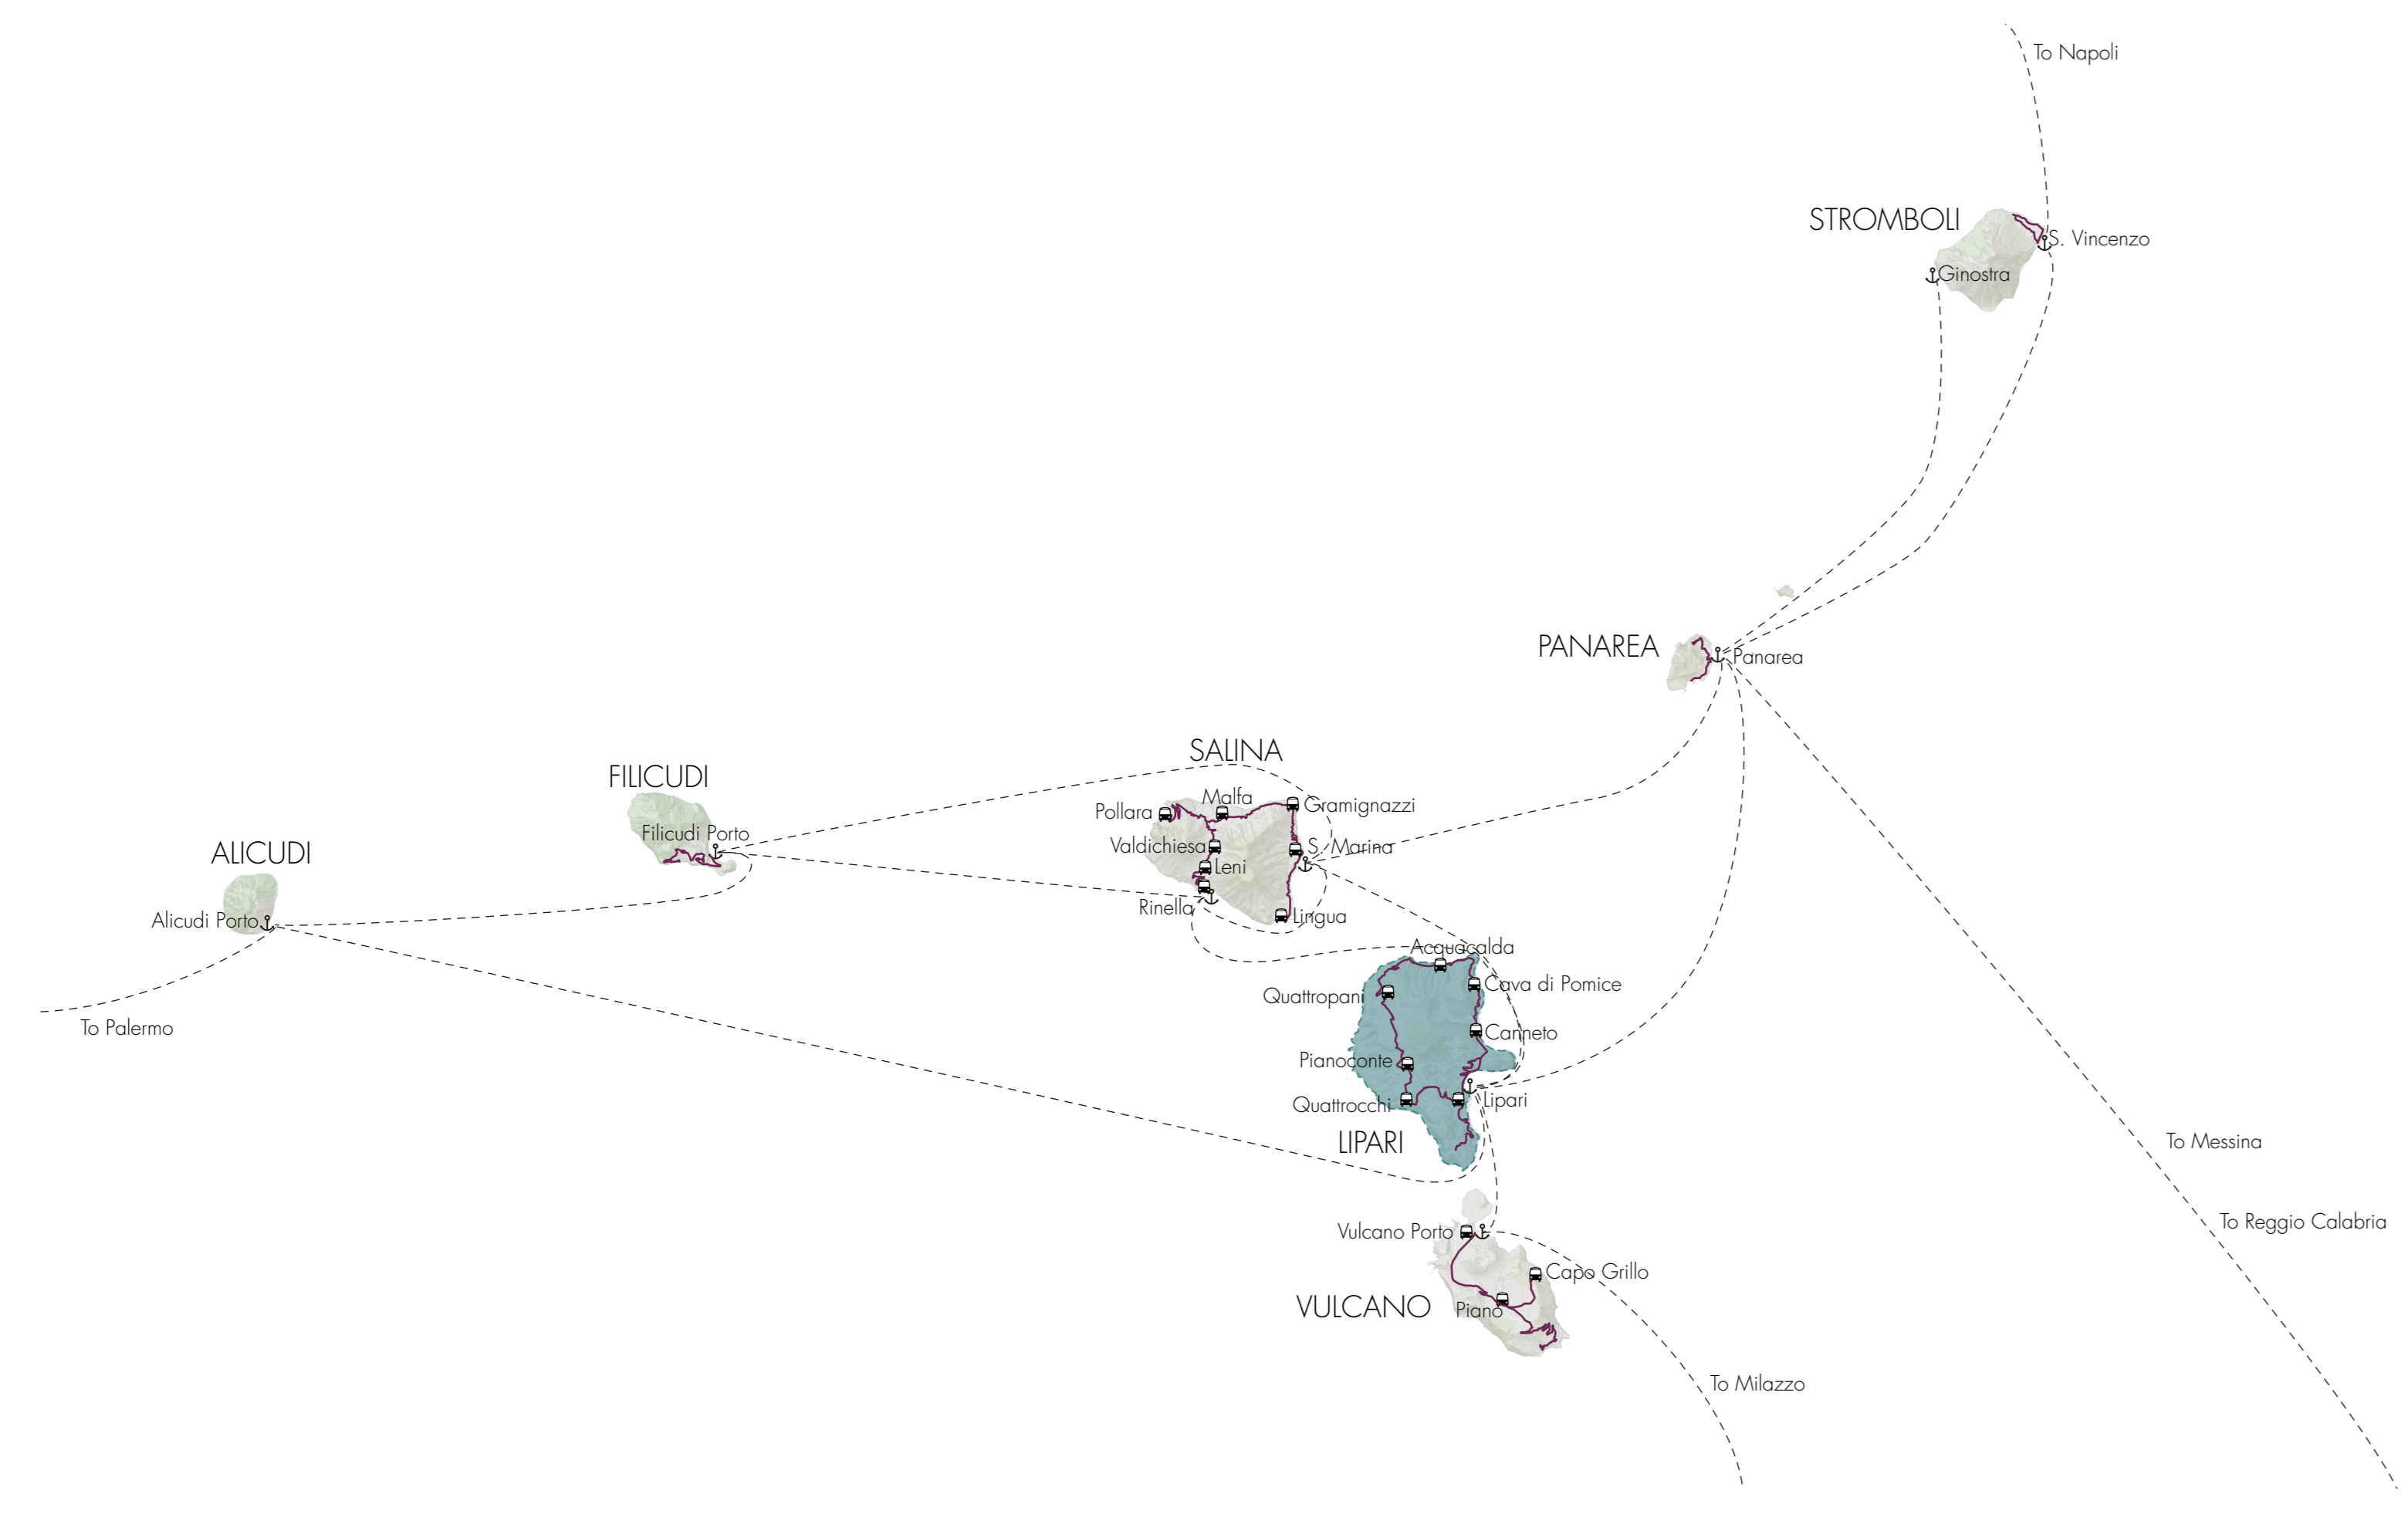 To Napoli
STROMBOLI
S. Vincenzo
Ginostra
PANAREA
Panarea
SALINA
FILICUDI
Malfa
Pollara
Gramignazzi
Filicudi Porto
Valdichiesa
S. Marina
ALICUDI
Leni
Rinella
Lingua
Alicudi Porto
Acquacalda
Cava di Pomice
Quattropani
To Palermo
Canneto
Pianoconte
Lipari
Quattrocchi
LIPARI
To Messina
To Reggio Calabria
Vulcano Porto
Capo Grillo
VULCANO
Piano
To Milazzo